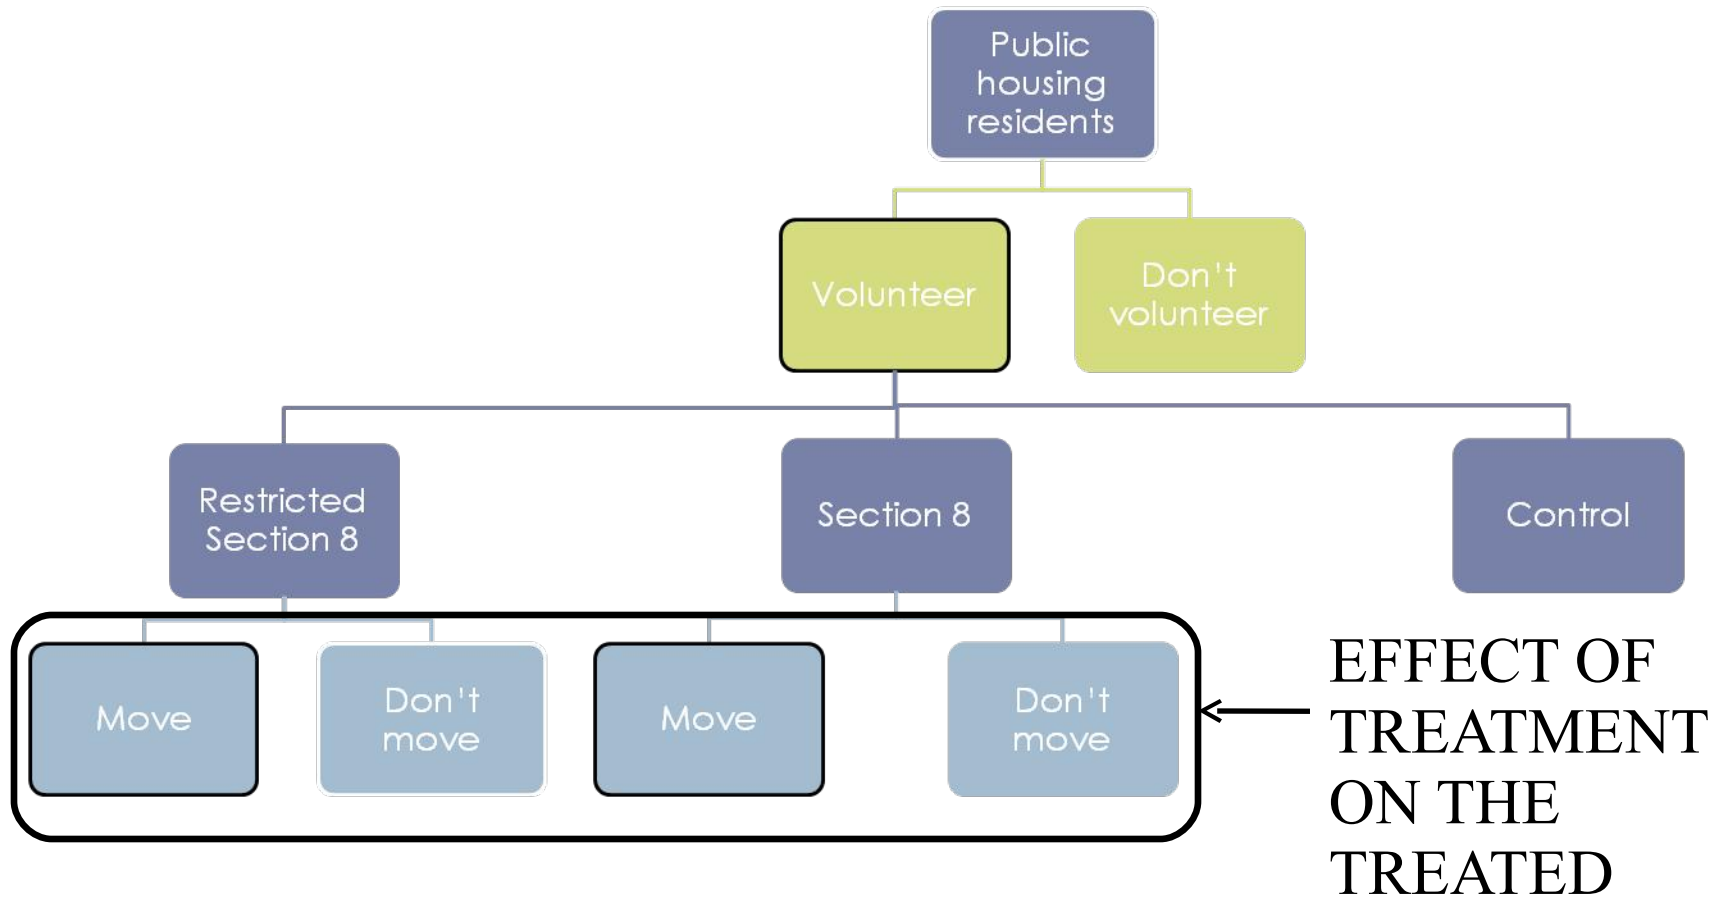 Public
housing
residents
Volunteer
Don't
volunteer
Restricted
Section 8
Section 8
Control
Move
Don't
move
Move
Don't
move
EFFECT OF
TREATMENT
ON THE
TREATED